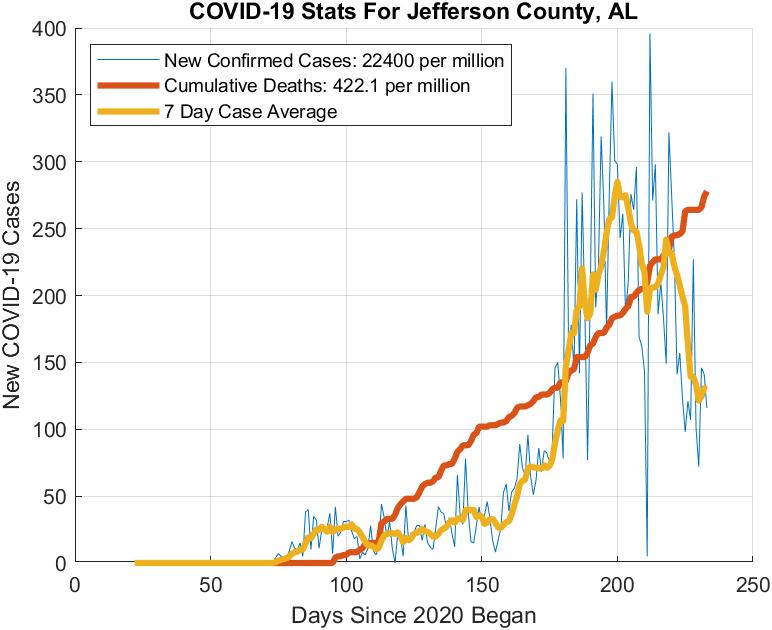 COVID-19 Stats For Jefferson County, AL
New Confirmed Cases: 22400 per million
Cumulative Deaths: 422.1 per million
7 Day Case Average
New COVID-19 Cases
400
350
300
250
200
150
100
50
0
0 50 100 150 200 250
Days Since 2020 Began